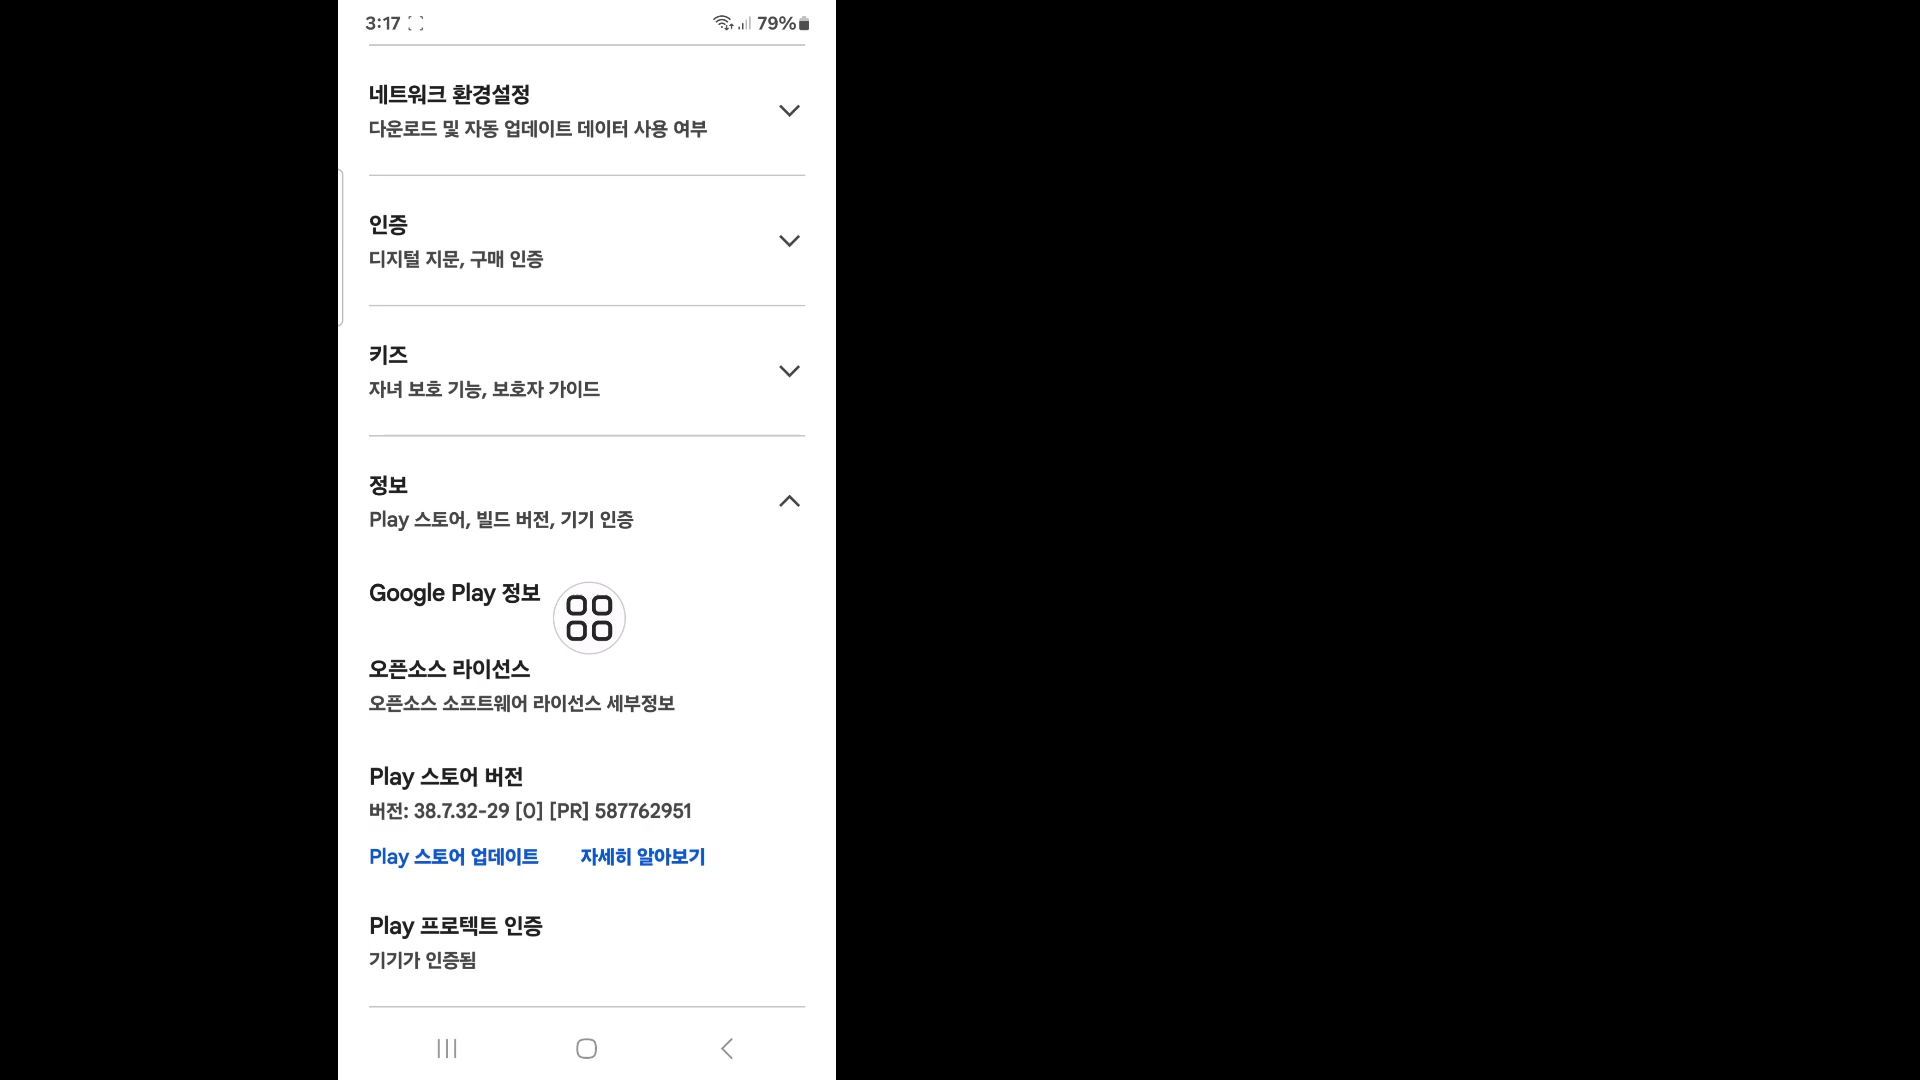 3:17
79%
네트워크 환경설정
다운로드 및 자동 업데이트 데이터 사용 여부
인증
디지털 지문, 구매 인증
키즈
자녀 보호 기능, 보호자 가이드
정보
Play 스토어, 빌드 버전, 기기 인증
Google Play 정보
오픈소스 라이선스
오픈소스 소프트웨어 라이선스 세부정보
Play 스토어 버전
버전: 38.7.32-29 [0] [PR] 587762951
Play 스토어 업데이트 자세히 알아보기
Play 프로텍트 인증
기기가 인증됨